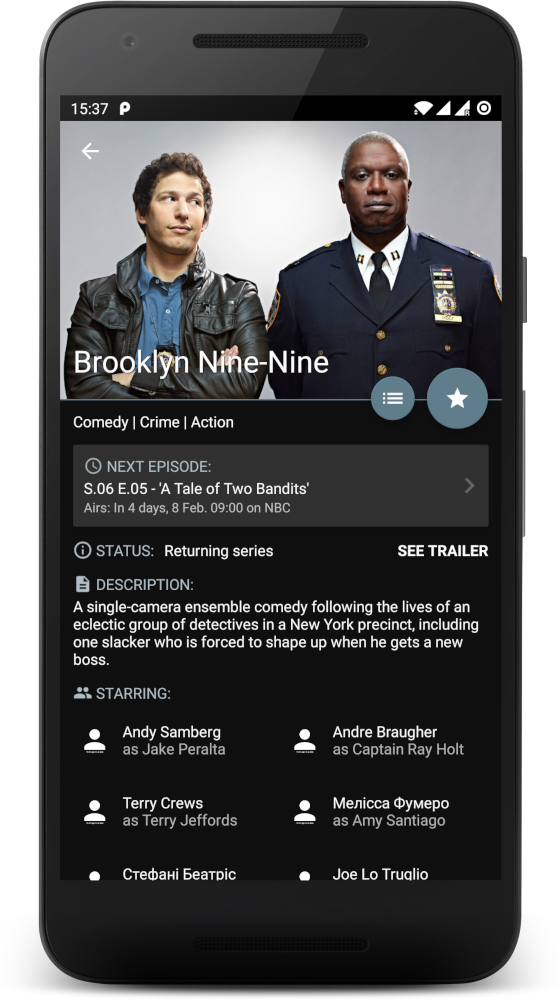 15:37
Brooklyn Nine-Nine
Comedy | Crime | Action
NEXT EPISODE:
S.06 E.05 - 'A Tale of Two Bandits'
Airs: In 4 days, 8 Feb. 09:00 on NBC
STATUS: Returning series SEE TRAILER
DESCRIPTION:
A single-camera ensemble comedy following the lives of an
eclectic group of detectives in a New York precinct, including
one slacker who is forced to shape up when he gets a new
boss.
STARRING:
Andy Samberg
as Jake Peralta
Andre Braugher
as Captain Ray Holt
Terry Crews
as Terry Jeffords
Мелісса Фумеро
as Amy Santiago
Стефані Беатріс
Joe Lo Truglio